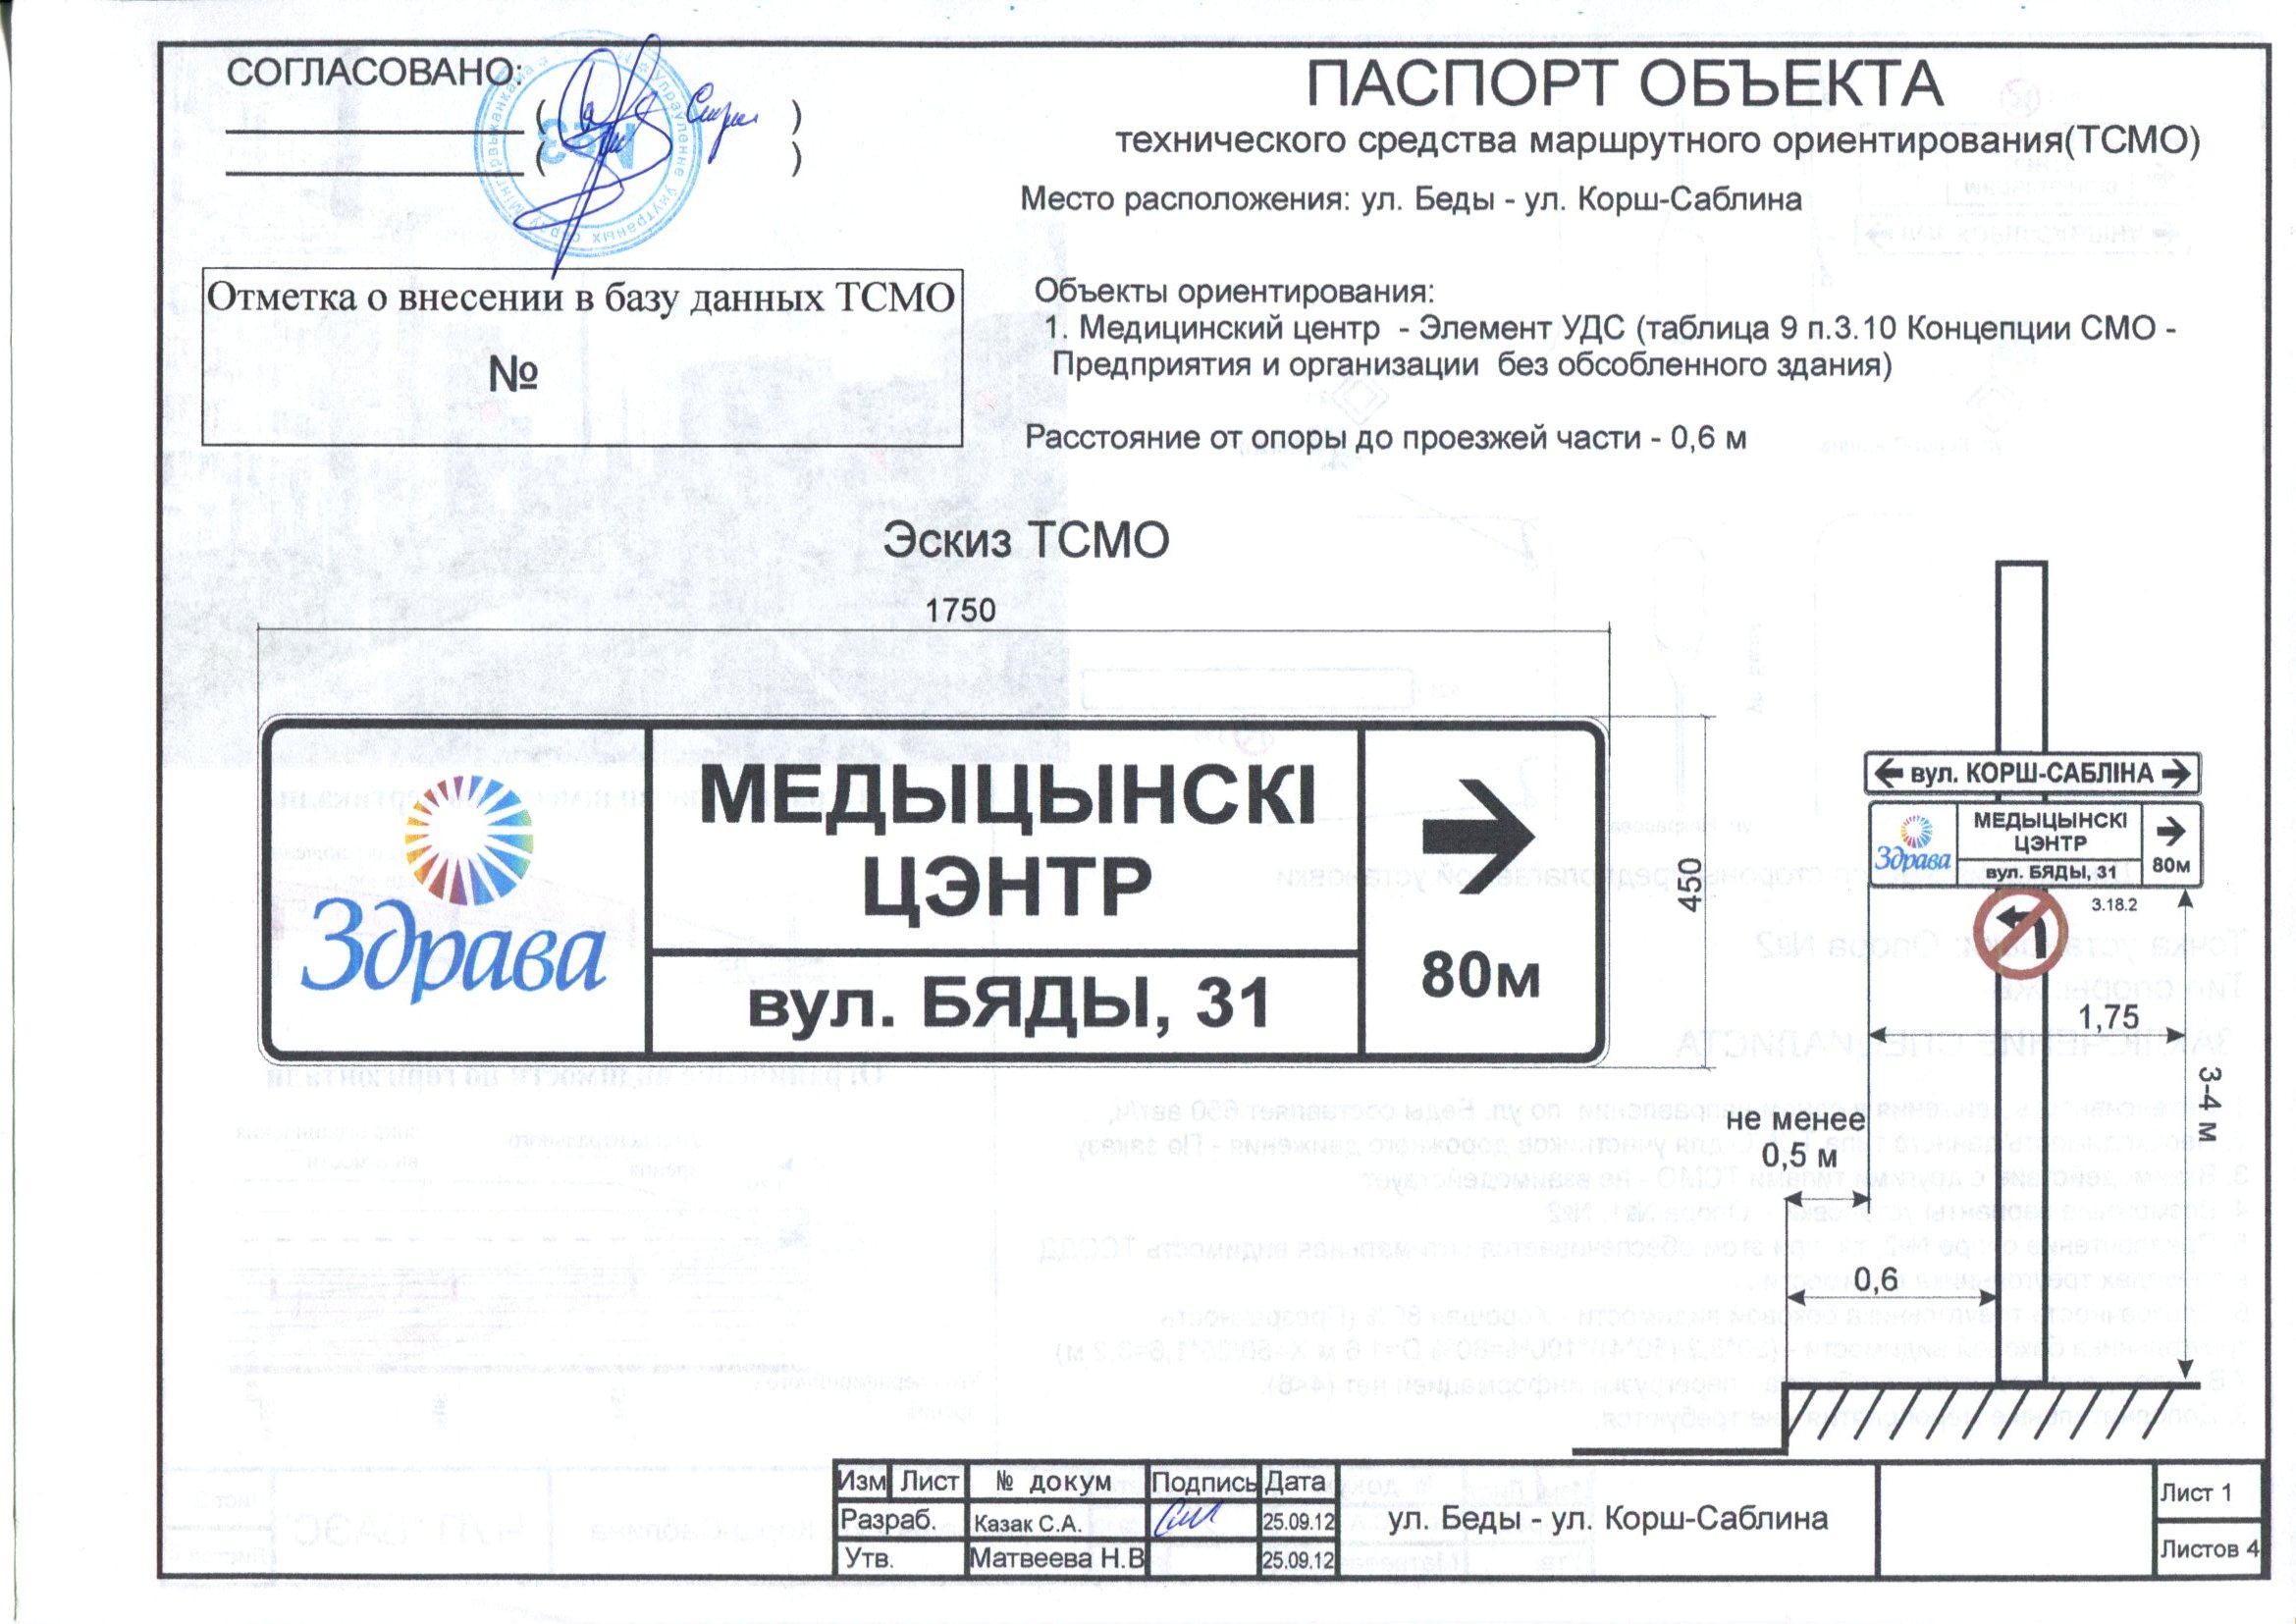 СОГЛАСОВАНО:
ПАСПОРТ ОБЪЕКТА
технического средства маршрутного ориентирования(ТСМО)
Место расположения: ул. Беды - ул. Корш-Саблина
Отметка о внесении в базу данных ТСМО
№
Объекты ориентирования:
1. Медицинский центр - Элемент УДС (таблица 9 п.3.10 Концепции СМО -
Предприятия и организации без обсобленного здания)
Расстояние от опоры до проезжей части - 0,6 м
Эскиз ТСМО
1750
Здрава
МЕДЫЦЫНСКІ
ЦЭНТР
вул. БЯДЫ, 31
80м
450
вул. КОРШ-САБЛІНА
Здрава
МЕДЫЦЫНСКІ
ЦЭНТР
вул. БЯДЫ, 31
80м
3.18.2
1,75
3-4 м
не менее
0,5 м
0,6
Изм Лист № докум Подпись Дата
Разраб. Казак С.А. 25.09.12
Утв. Матвеева Н.В 25.09.12
ул. Беды - ул. Корш-Саблина
Лист 1
Листов 4